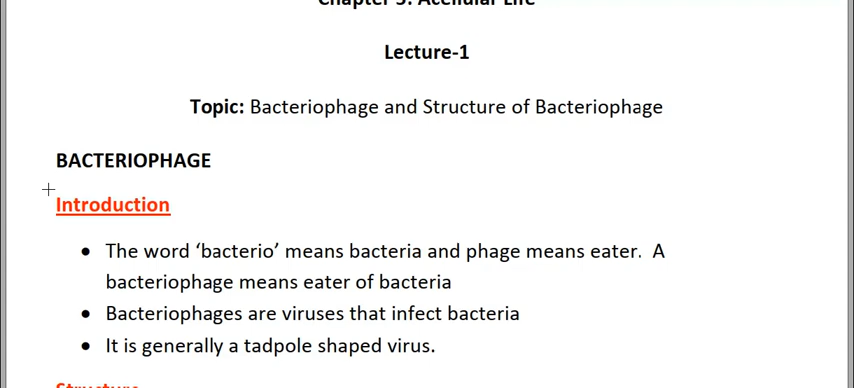 Chapter 5: Acellular Life
Lecture-1
Topic: Bacteriophage and Structure of Bacteriophage
BACTERIOPHAGE
Introduction
• The word ‘bacterio’ means bacteria and phage means eater. A
bacteriophage means eater of bacteria
• Bacteriophages are viruses that infect bacteria
• It is generally a tadpole shaped virus.
Structure